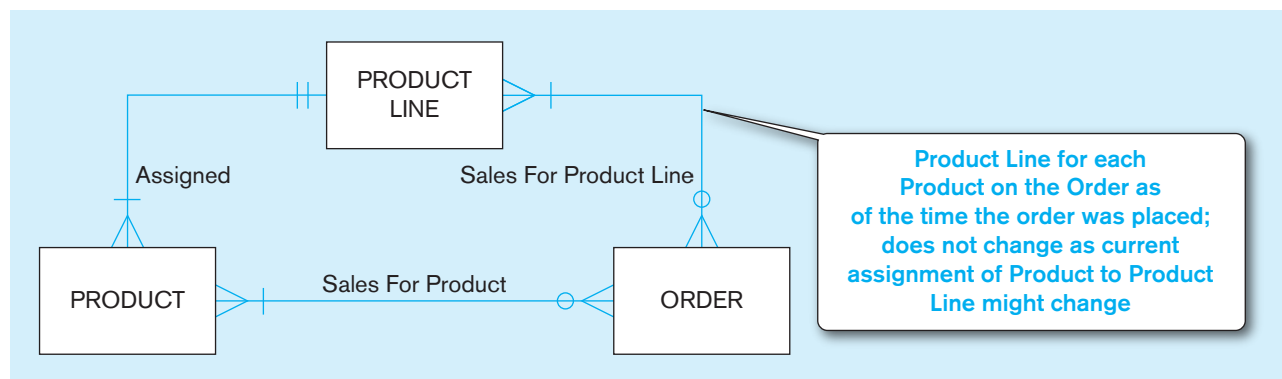 PRODUCT
LINE
Assigned
Sales For Product Line
Product Line for each
Product on the Order as
of the time the order was placed;
does not change as current
assignment of Product to Product
Line might change
PRODUCT
Sales For Product
ORDER